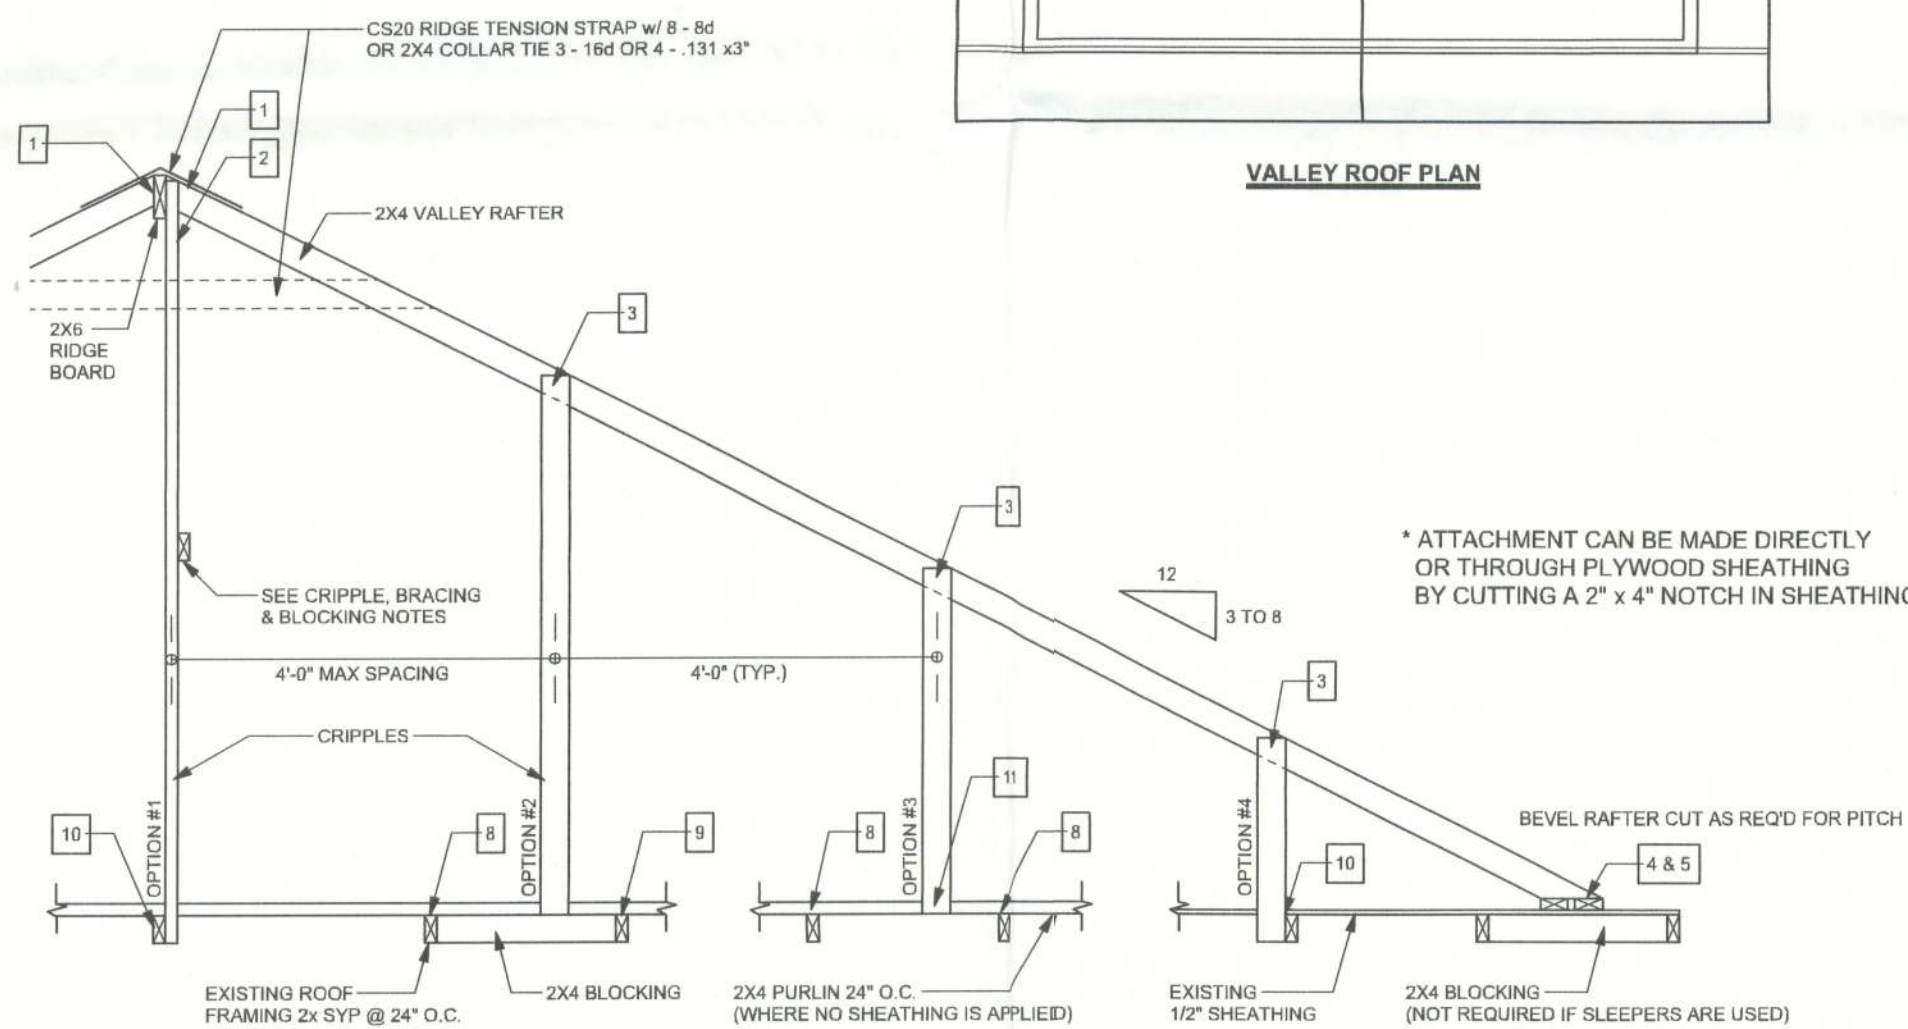 CS20 RIDGE TENSION STRAP w/ 8 - 8d
OR 2X4 COLLAR TIE 3 - 16d OR 4 - .131 x3"
VALLEY ROOF PLAN
1
1
2
2X4 VALLEY RAFTER
3
2X6
RIDGE
BOARD
3
* ATTACHMENT CAN BE MADE DIRECTLY
OR THROUGH PLYWOOD SHEATHING
BY CUTTING A 2" x 4" NOTCH IN SHEATHING
12
3 TO 8
SEE CRIPPLE, BRACING
& BLOCKING NOTES
4'-0" MAX SPACING
4'-0" (TYP.)
3
CRIPPLES
11
OPTION #1
OPTION #2
OPTION #3
OPTION #4
BEVEL RAFTER CUT AS REQ'D FOR PITCH
10
8
9
8
8
10
4 & 5
EXISTING ROOF
FRAMING 2x SYP @ 24" O.C.
2X4 BLOCKING
2X4 PURLIN 24" O.C.
(WHERE NO SHEATHING IS APPLIED)
EXISTING
1/2" SHEATHING
2X4 BLOCKING
(NOT REQUIRED IF SLEEPERS ARE USED)